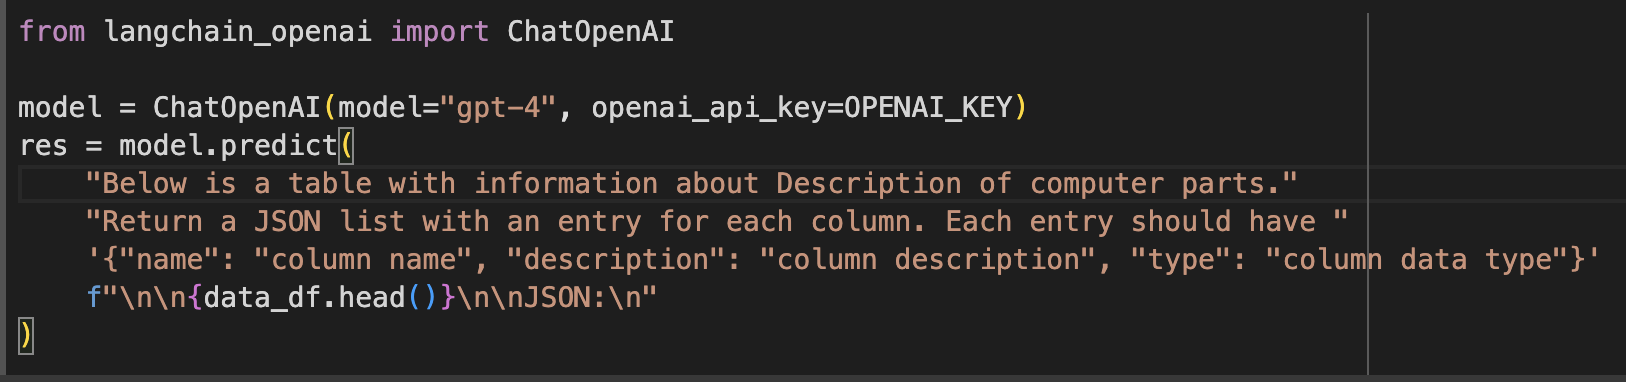 from langchain_openai import ChatOpenAI
model = ChatOpenAI(model="gpt-4", openai_api_key=OPENAI_KEY)
res = model.predict(
"Below is a table with information about Description of computer parts."
"Return a JSON list with an entry for each column. Each entry should have "
'{"name": "column name", "description": "column description", "type": "column data type"}'
f"\n\n{data_df.head()}\n\nJSON:\n"
)